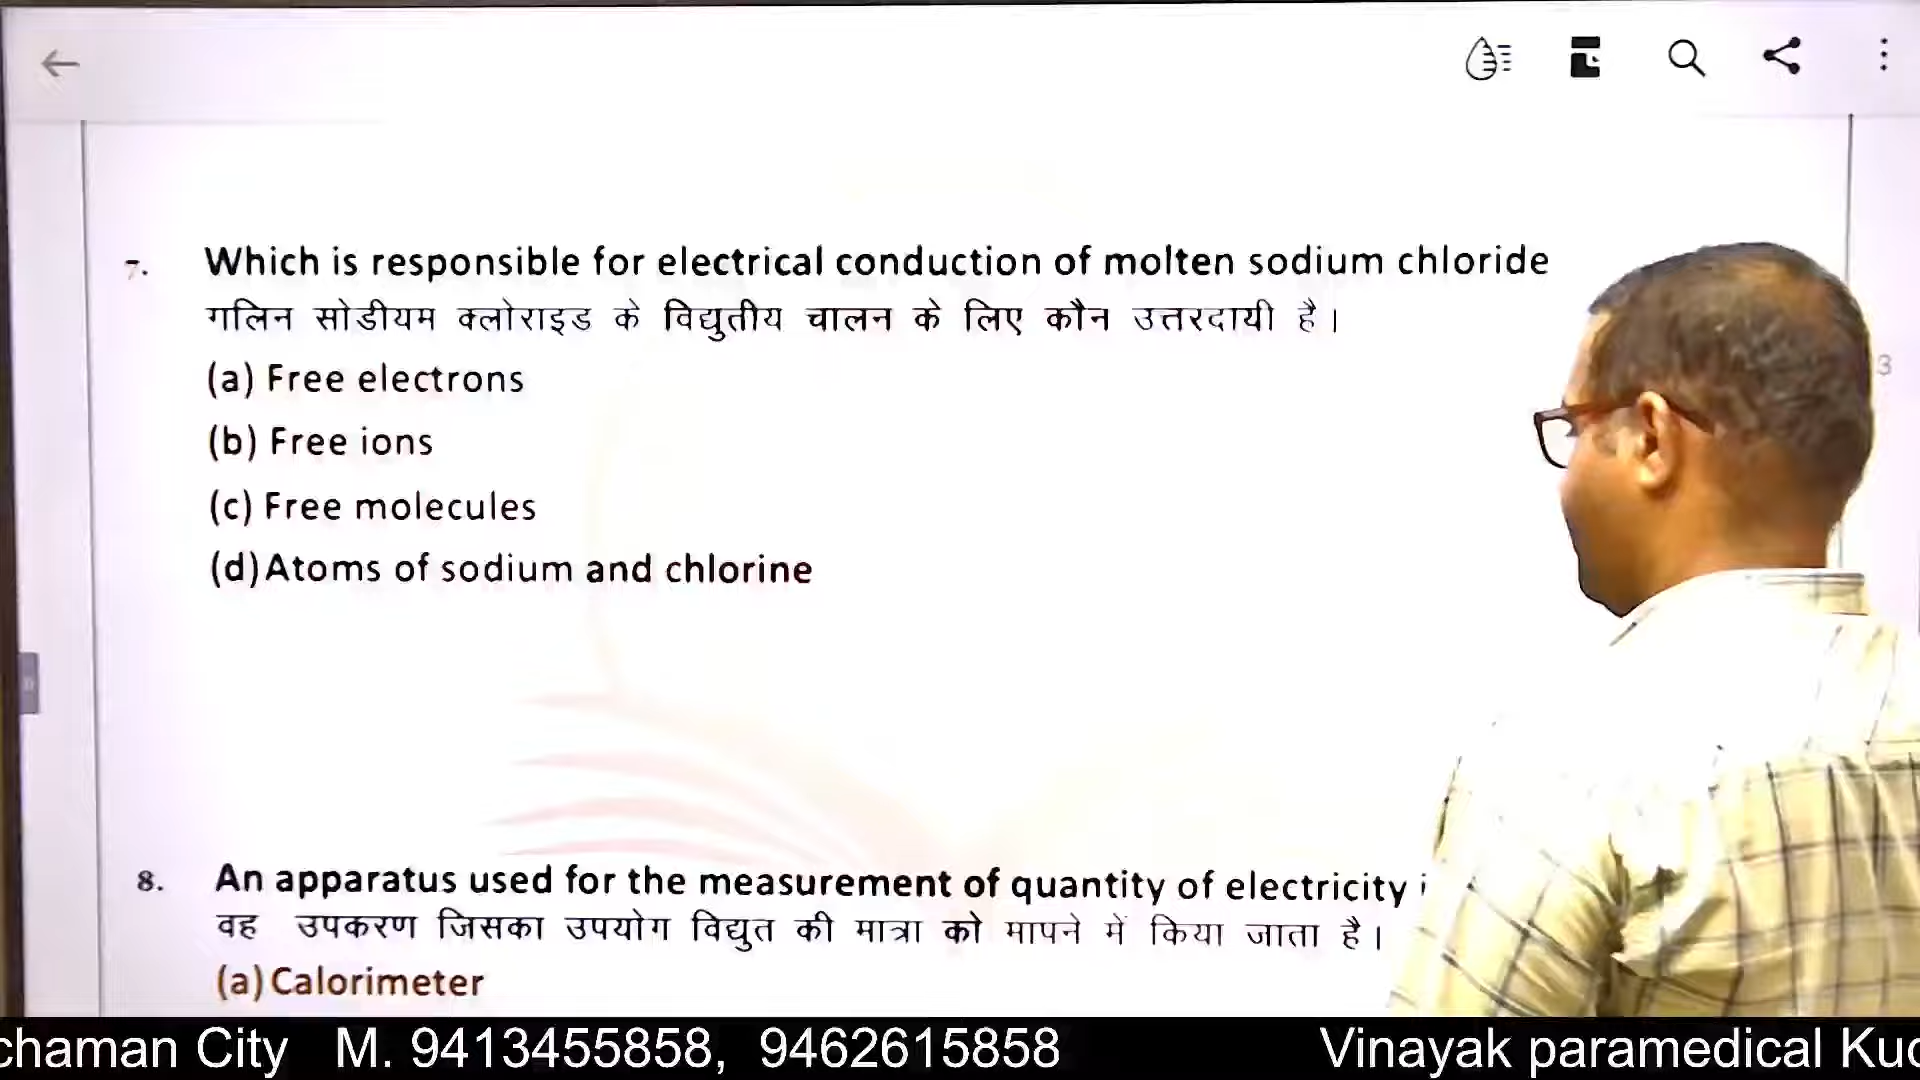 7. Which is responsible for electrical conduction of molten sodium chloride
गलिन सोडीयम क्लोराइड के विद्युतीय चालन के लिए कौन उत्तरदायी है।
3
(a) Free electrons
(b) Free ions
(c) Free molecules
(d) Atoms of sodium and chlorine
8. An apparatus used for the measurement of quantity of electricity
वह उपकरण जिसका उपयोग विद्युत की मात्रा को मापने में किया जाता है।
(a) Calorimeter
chaman City M. 9413455858, 9462615858 Vinayak paramedical Kuc